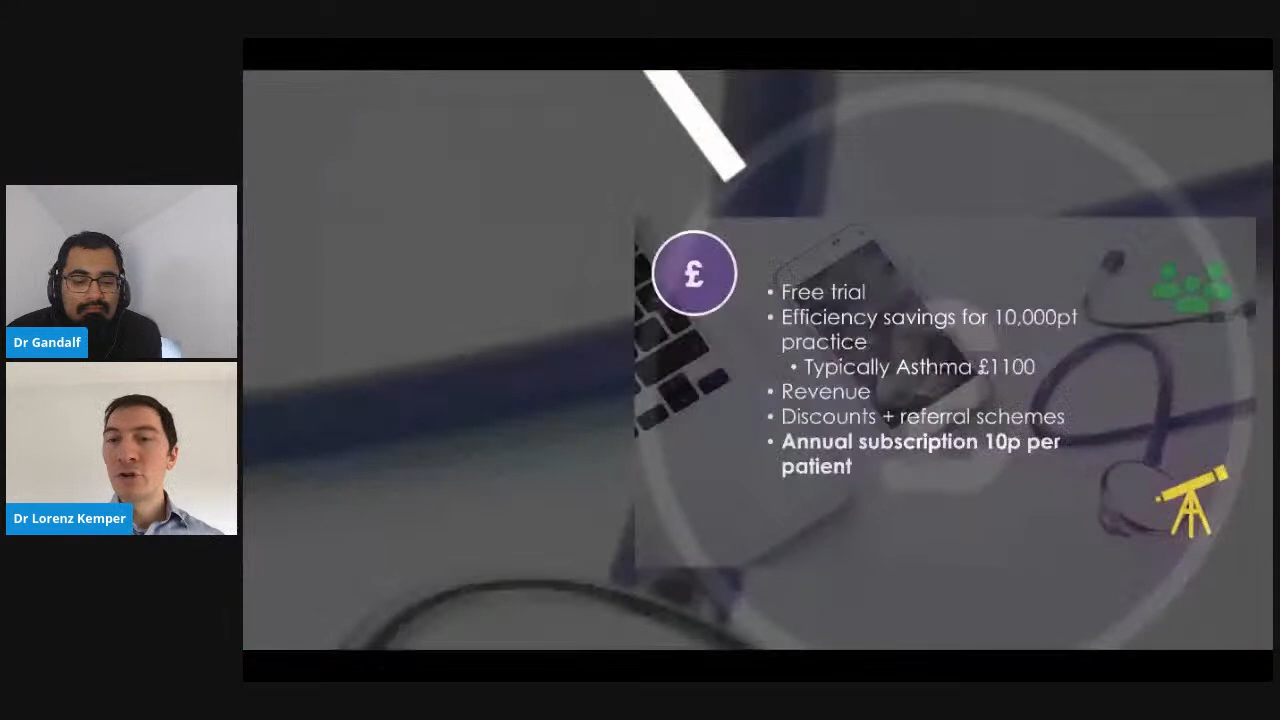 Dr Gandalf
Dr Lorenz Kemper
£
• Free trial
• Efficiency savings for 10,000pt
practice
• Typically Asthma £1100
• Revenue
• Discounts + referral schemes
• Annual subscription 10p per
patient